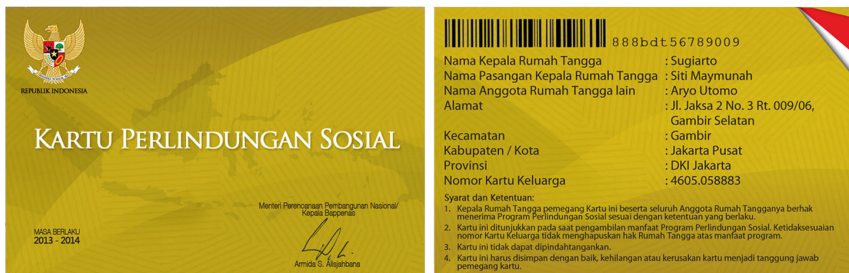 REPUBLIK INDONESIA
KARTU PERLINDUNGAN SOSIAL
Menteri Perencanaan Pembangunan Nasional/
Kepala Bappenas
MASA BERLAKU
2013 - 2014
Armida S. Alisjahbana
888bdt56789009
Nama Kepala Rumah Tangga : Sugiarto
Nama Pasangan Kepala Rumah Tangga : Siti Maymunah
Nama Anggota Rumah Tangga lain : Aryo Utomo
Alamat : Jl. Jaksa 2 No. 3 Rt. 009/06,
Gambir Selatan
Kecamatan : Gambir
Kabupaten / Kota : Jakarta Pusat
Provinsi : DKI Jakarta
Nomor Kartu Keluarga : 4605.058883
Syarat dan Ketentuan:
1. Kepala Rumah Tangga pemegang Kartu ini beserta seluruh Anggota Rumah Tangganya berhak
menerima Program Perlindungan Sosial sesuai dengan ketentuan yang berlaku.
2. Kartu ini ditunjukkan pada saat pengambilan manfaat Program Perlindungan Sosial. Ketidaksesuaian
nomor Kartu Keluarga tidak menghapuskan hak Rumah Tangga atas manfaat program.
3. Kartu ini tidak dapat dipindahtangankan.
4. Kartu ini harus disimpan dengan baik, kehilangan atau kerusakan kartu menjadi tanggung jawab
pemegang kartu.